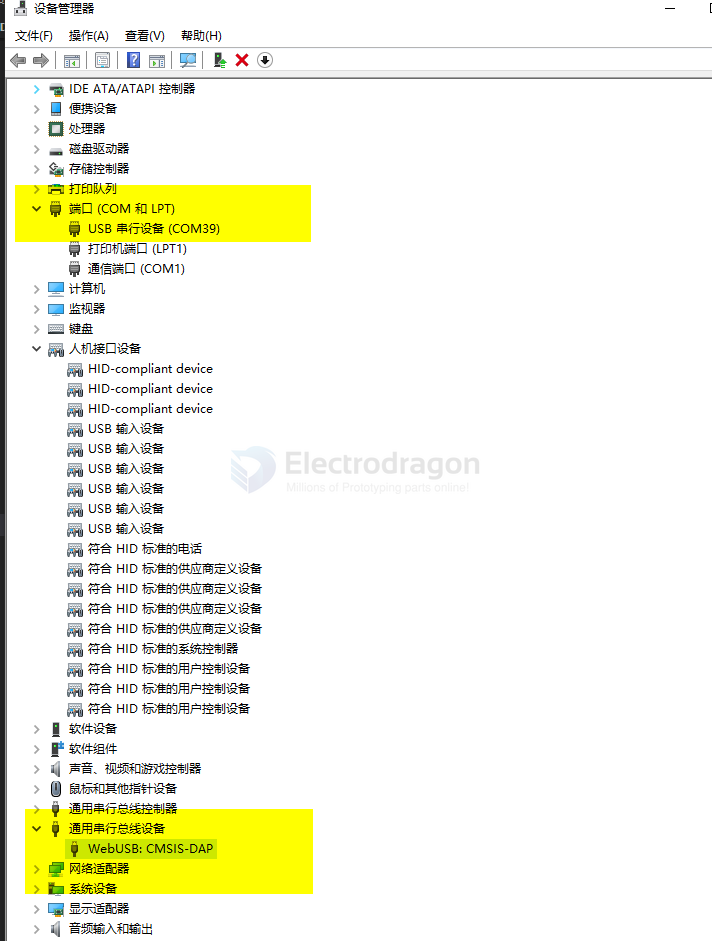 设备管理器
文件(F) 操作(A) 查看(V) 帮助(H)
IDE ATA/ATAPI 控制器
便携设备
处理器
磁盘驱动器
存储控制器
打印队列
端口 (COM 和 LPT)
USB 串行设备 (COM39)
打印机端口 (LPT1)
通信端口 (COM1)
计算机
监视器
键盘
人机接口设备
HID-compliant device
HID-compliant device
HID-compliant device
USB 输入设备
USB 输入设备
USB 输入设备
USB 输入设备
USB 输入设备
USB 输入设备
符合 HID 标准的电话
符合 HID 标准的供应商定义设备
符合 HID 标准的供应商定义设备
符合 HID 标准的供应商定义设备
符合 HID 标准的供应商定义设备
符合 HID 标准的系统控制器
符合 HID 标准的用户控制设备
符合 HID 标准的用户控制设备
符合 HID 标准的用户控制设备
软件设备
软件组件
声音、视频和游戏控制器
鼠标和其他指针设备
通用串行总线控制器
通用串行总线设备
WebUSB: CMSIS-DAP
网络适配器
系统设备
显示适配器
音频输入和输出
Electrodragon
Millions of Prototyping parts online!